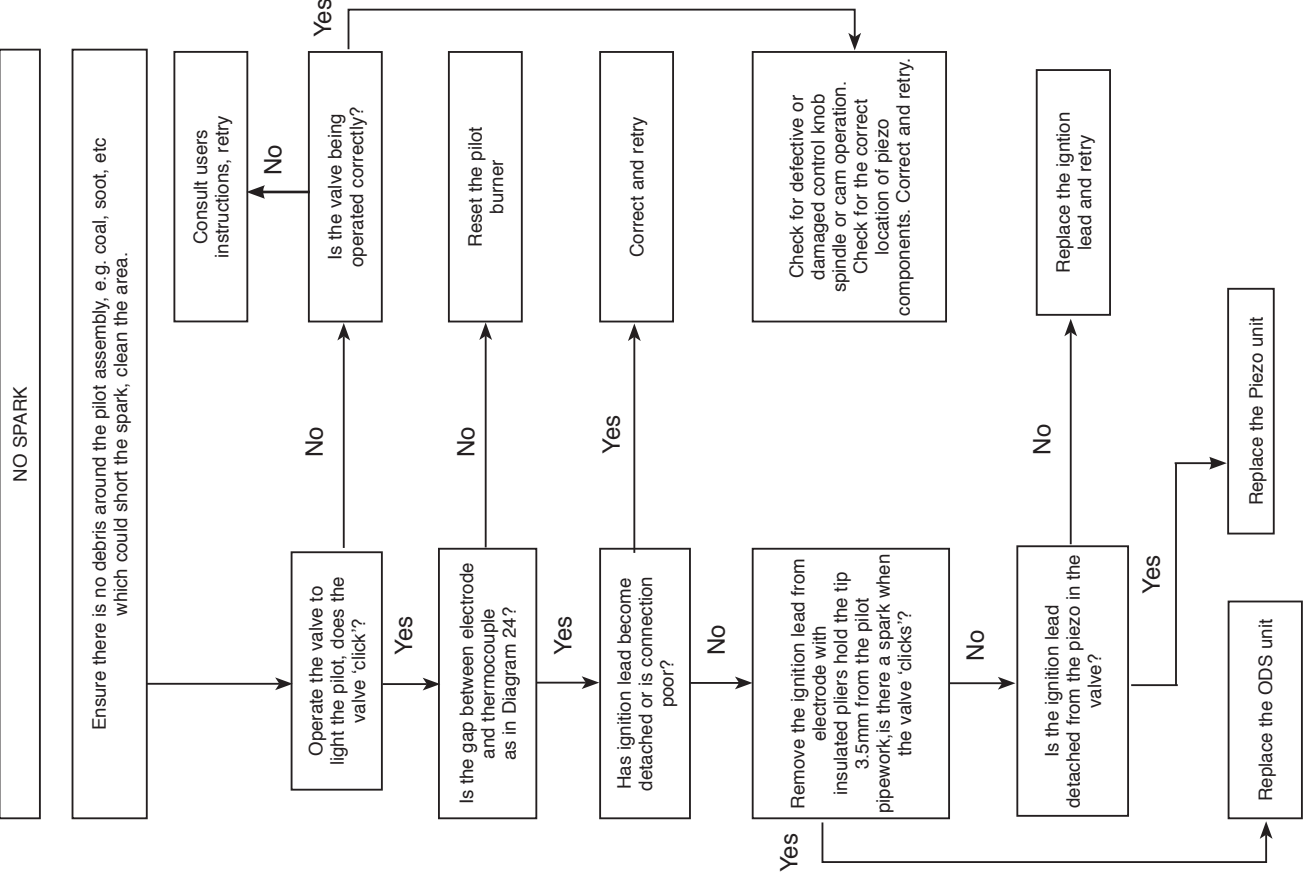 NO SPARK
Ensure there is no debris around the pilot assembly, e.g. coal, soot, etc
which could short the spark, clean the area.
Operate the valve to
light the pilot, does the
valve ‘click’?
No
Is the valve being
operated correctly?
No
Consult users
instructions, retry
Yes
Yes
Is the gap between electrode
and thermocouple
as in Diagram 24?
No
Reset the pilot
burner
Yes
Has ignition lead become
detached or is connection
poor?
Yes
Correct and retry
No
Remove the ignition lead from
electrode with
insulated pliers hold the tip
3.5mm from the pilot
pipework,is there a spark when
the valve ‘clicks’?
Check for defective or
damaged control knob
spindle or cam operation.
Check for the correct
location of piezo
components. Correct and retry.
Yes
No
Is the ignition lead
detached from the piezo in the
valve?
No
Replace the igntion
lead and retry
Yes
Replace the ODS unit
Replace the Piezo unit